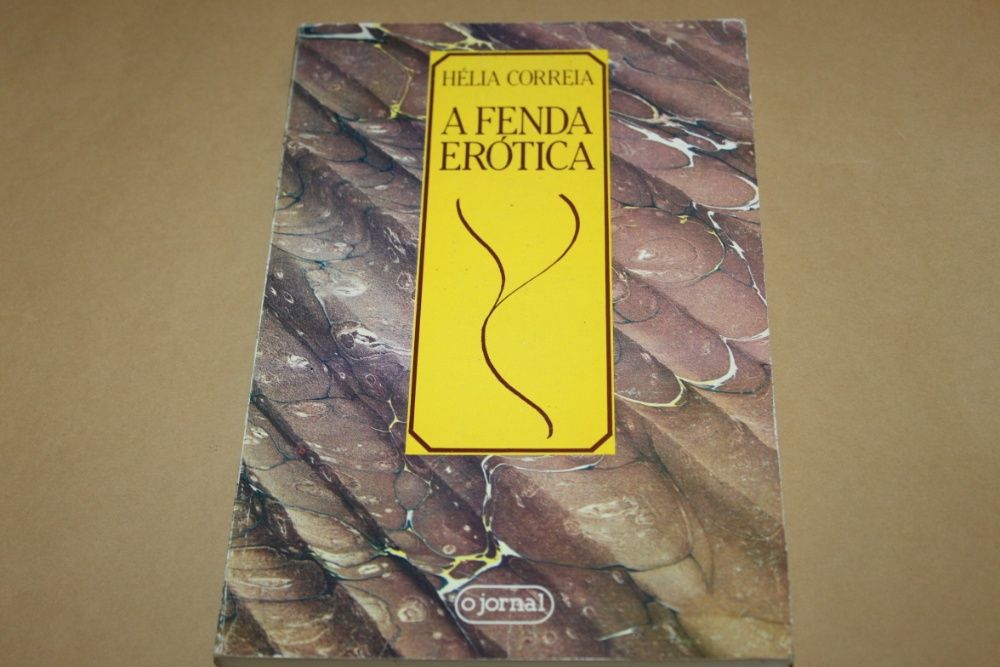 HÉLIA CORREIA
A FENDA
ERÓTICA
o jornal